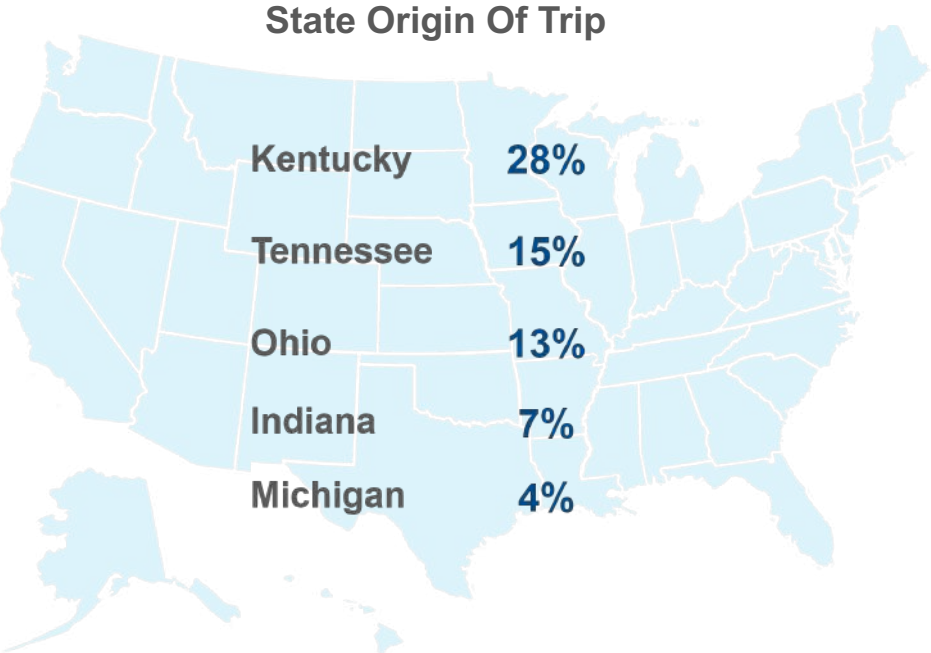 State Origin Of Trip
Kentucky 28%
Tennessee 15%
Ohio 13%
Indiana 7%
Michigan 4%